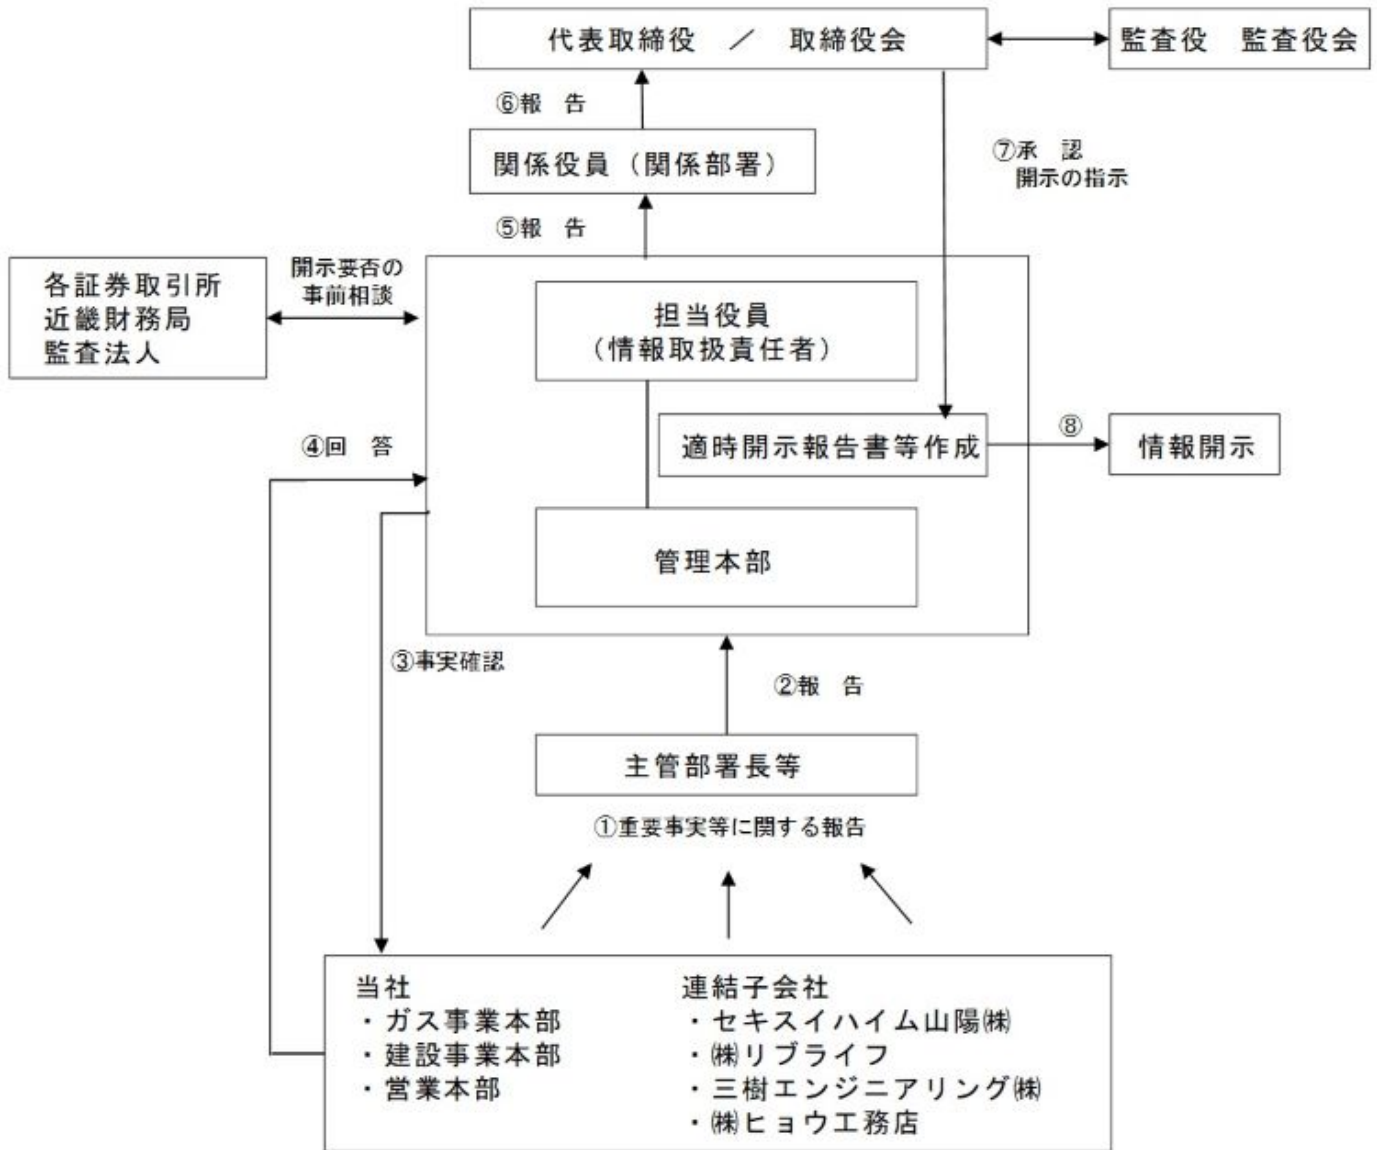 代表取締役 ／ 取締役会
監査役 監査役会
⑥報 告
関係役員（関係部署）
⑦承 認
開示の指示
⑤報 告
各証券取引所
近畿財務局
監査法人
開示要否の
事前相談
担当役員
（情報取扱責任者）
④回 答
適時開示報告書等作成
⑧
情報開示
管理本部
③事実確認
②報 告
主管部署長等
①重要事実等に関する報告
当社
・ガス事業本部
・建設事業本部
・営業本部
連結子会社
・セキスイハイム山陽㈱
・㈱リブライフ
・三樹エンジニアリング㈱
・㈱ヒョウ工務店